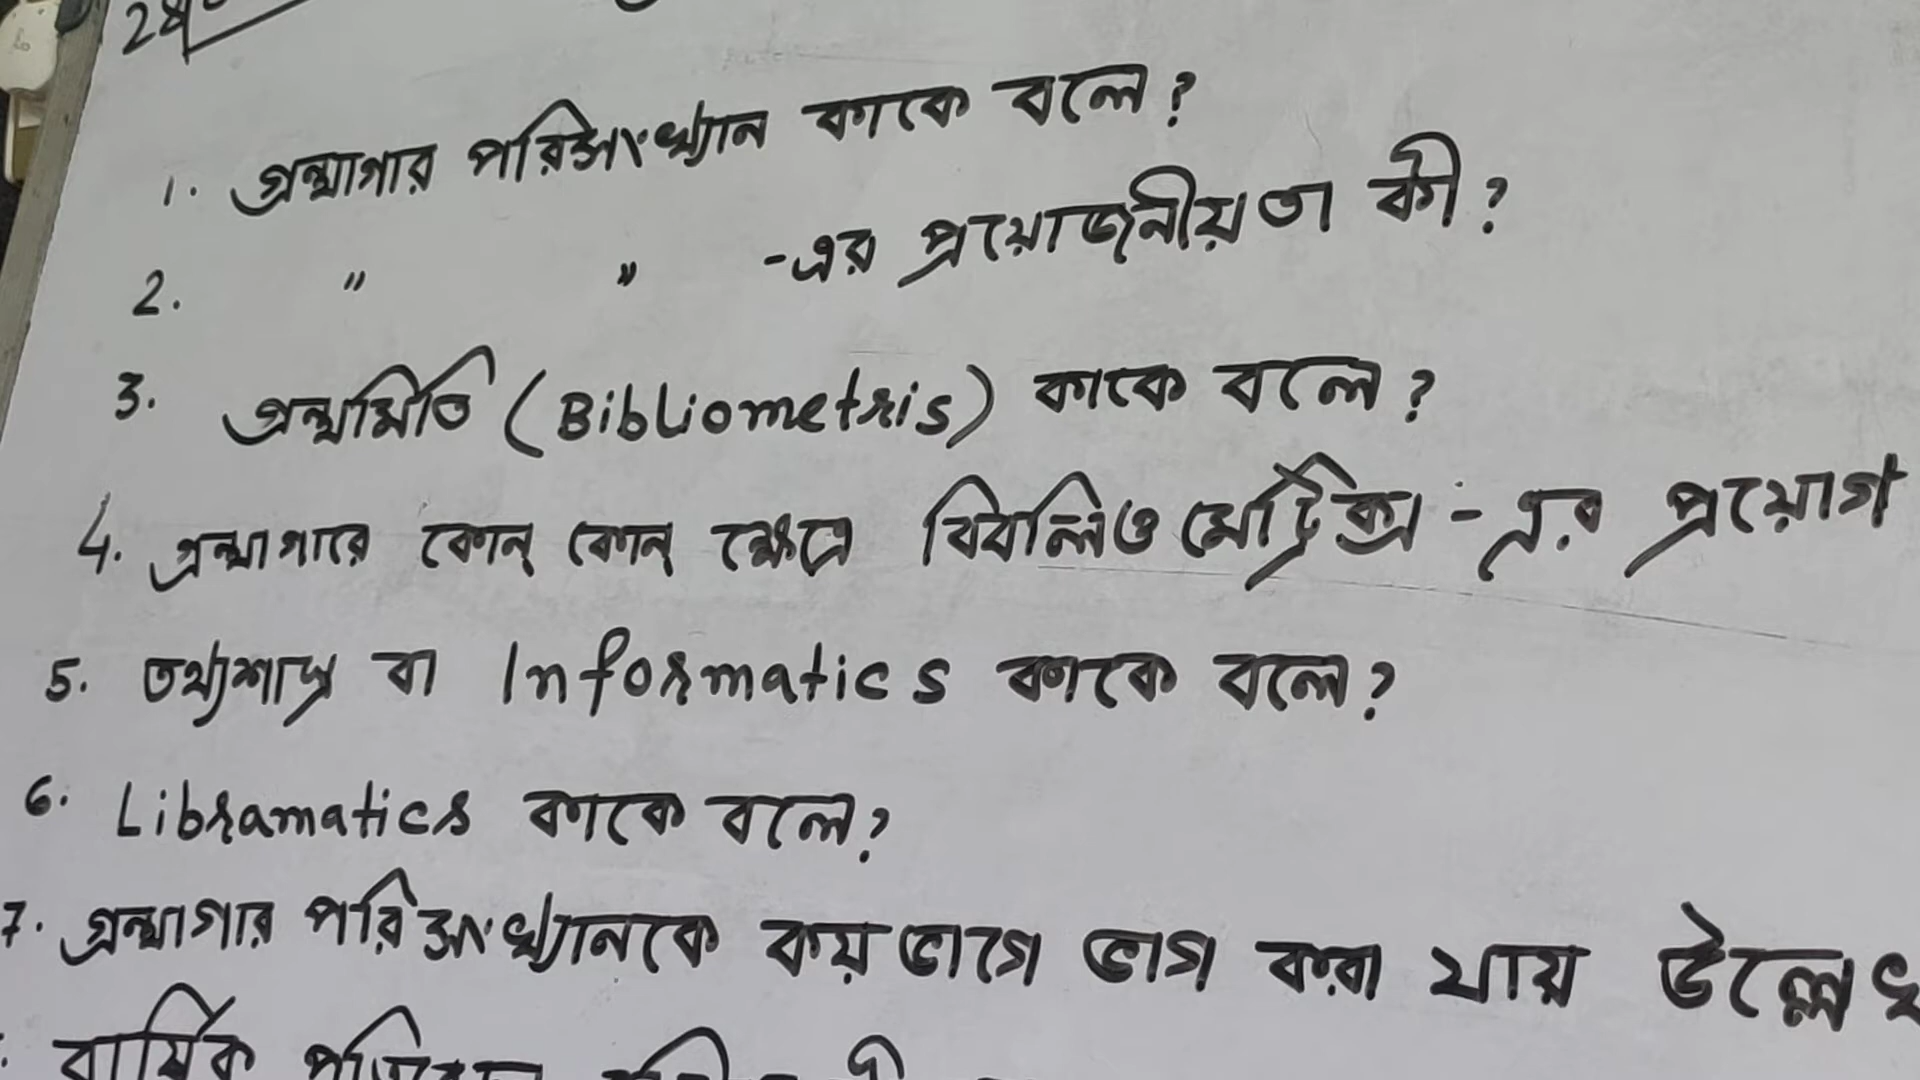 1. গ্রন্থাগার পরিসংখ্যান কাকে বলে?
2. " " -এর প্রয়োজনীয়তা কী?
3. গ্রন্থমিতি (Bibliometris) কাকে বলে?
4. গ্রন্থাগারে কোন্ কোন্ ক্ষেত্রে বিবলিওমেট্রিক্স -এর প্রয়োগ
5. তথ্যশাস্ত্র বা Informatics কাকে বলে?
6. Libramatics কাকে বলে?
7. গ্রন্থাগার পরিসংখ্যানকে কয় ভাগে ভাগ করা যায় উল্লেখ
বার্ষিক